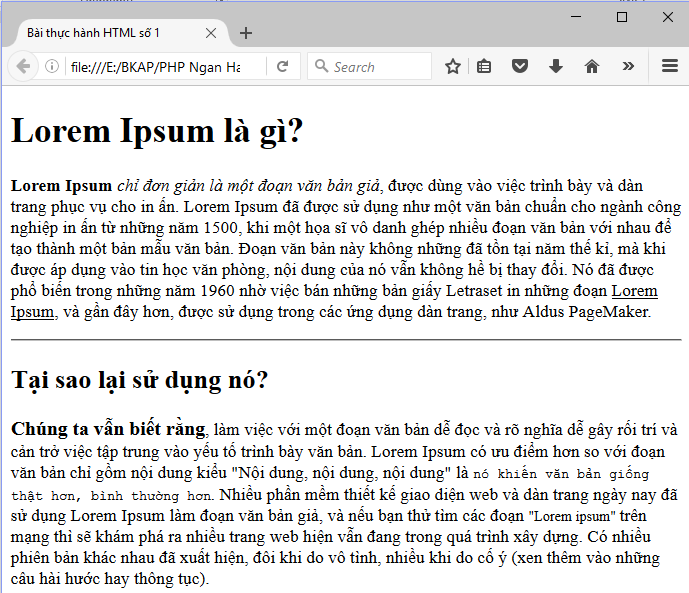 Bài thực hành HTML số 1
file:///E:/BKAP/PHP Ngan Ha
Search
Lorem Ipsum là gì?
Lorem Ipsum chỉ đơn giản là một đoạn văn bản giả, được dùng vào việc trình bày và dàn
trang phục vụ cho in ấn. Lorem Ipsum đã được sử dụng như một văn bản chuẩn cho ngành công
nghiệp in ấn từ những năm 1500, khi một họa sĩ vô danh ghép nhiều đoạn văn bản với nhau để
tạo thành một bản mẫu văn bản. Đoạn văn bản này không những đã tồn tại năm thế kỉ, mà khi
được áp dụng vào tin học văn phòng, nội dung của nó vẫn không hề bị thay đổi. Nó đã được
phổ biến trong những năm 1960 nhờ việc bán những bản giấy Letraset in những đoạn Lorem
Ipsum, và gần đây hơn, được sử dụng trong các ứng dụng dàn trang, như Aldus PageMaker.
Tại sao lại sử dụng nó?
Chúng ta vẫn biết rằng, làm việc với một đoạn văn bản dễ đọc và rõ nghĩa dễ gây rối trí và
cản trở việc tập trung vào yếu tố trình bày văn bản. Lorem Ipsum có ưu điểm hơn so với đoạn
văn bản chỉ gồm nội dung kiểu "Nội dung, nội dung, nội dung" là nó khiến văn bản giống
thật hơn, bình thường hơn. Nhiều phần mềm thiết kế giao diện web và dàn trang ngày nay đã
sử dụng Lorem Ipsum làm đoạn văn bản giả, và nếu bạn thử tìm các đoạn "Lorem ipsum" trên
mạng thì sẽ khám phá ra nhiều trang web hiện vẫn đang trong quá trình xây dựng. Có nhiều
phiên bản khác nhau đã xuất hiện, đôi khi do vô tình, nhiều khi do cố ý (xen thêm vào những
câu hài hước hay thông tục).